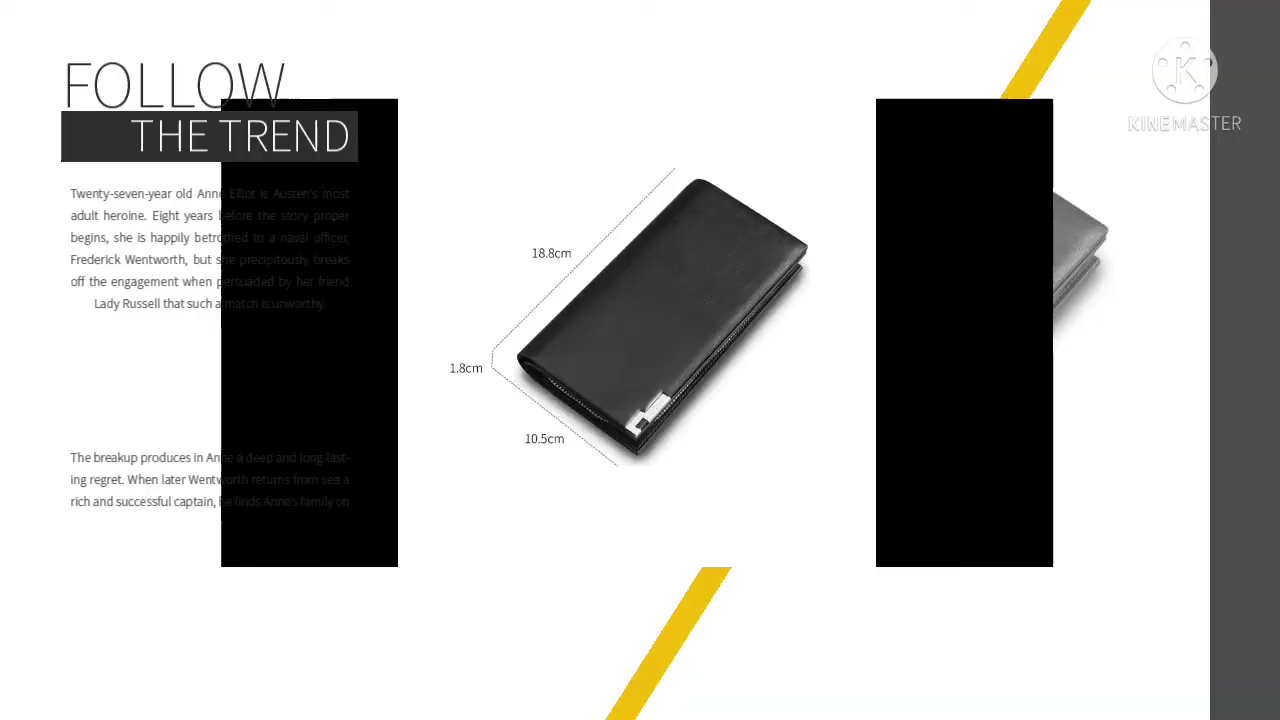 FOLLOW
THE TREND
Twenty-seven-year old Anne Elliot is Austen's most
adult heroine. Eight years before the story proper
begins, she is happily betrothed to a naval officer,
Frederick Wentworth, but she precipitously breaks
off the engagement when persuaded by her friend
Lady Russell that such a match is unworthy.
The breakup produces in Anne a deep and long-last-
ing regret. When later Wentworth returns from sea a
rich and successful captain, he finds Anne's family on
18.8cm
1.8cm
10.5cm
K
KINEMASTER